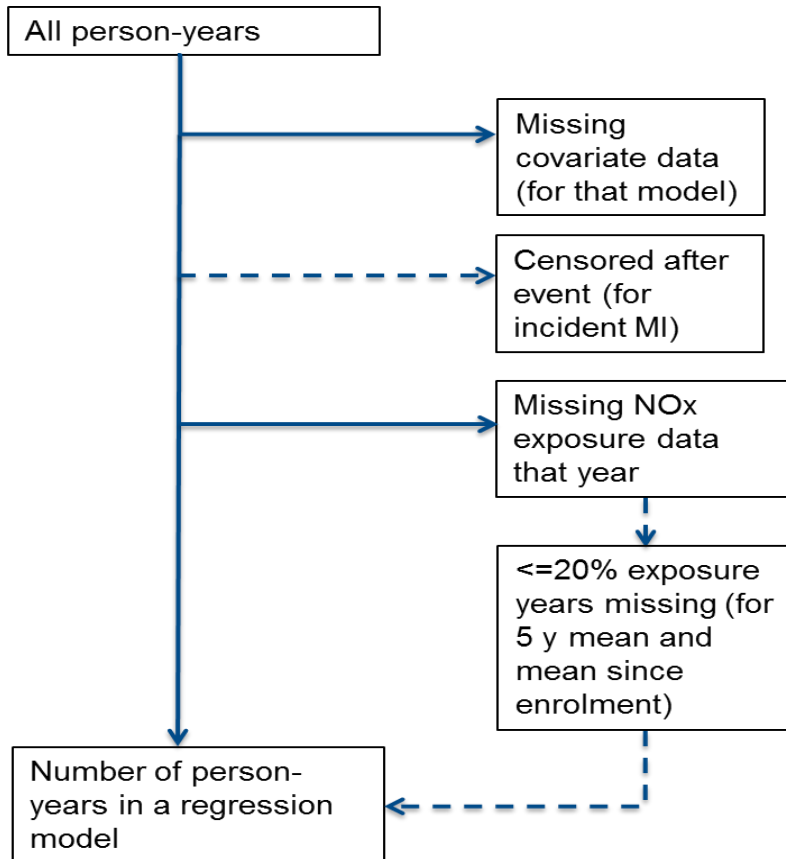 All person-years
Missing
covariate data
(for that model)
Censored after
event (for
incident MI)
Missing NOx
exposure data
that year
<=20% exposure
years missing (for
5 y mean and
mean since
enrolment)
Number of person-
years in a regression
model